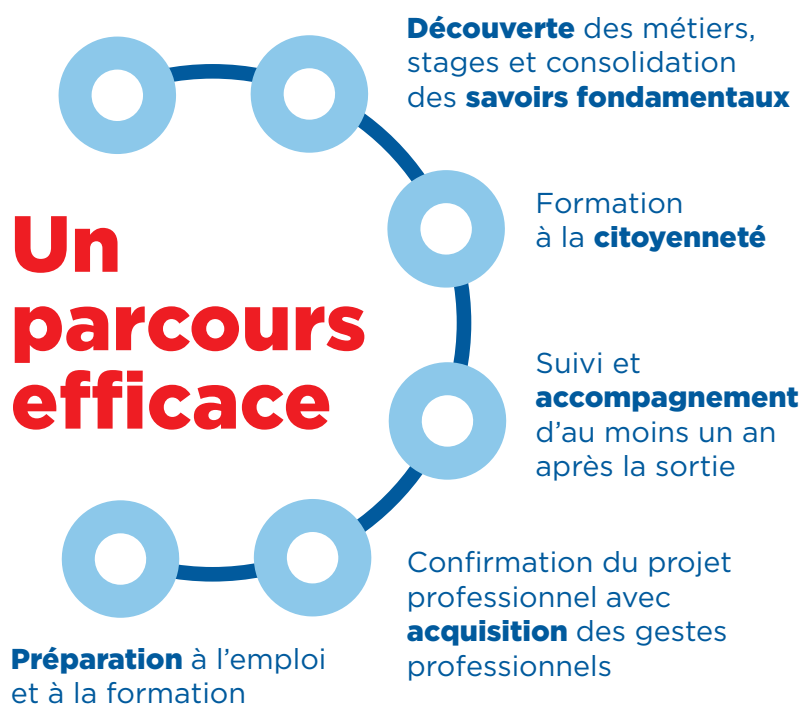 Découverte des métiers,
stages et consolidation
des savoirs fondamentaux
Formation
à la citoyenneté
Un
parcours
efficace
Suivi et
accompagnement
d'au moins un an
après la sortie
Confirmation du projet
professionnel avec
acquisition des gestes
professionnels
Préparation à l'emploi
et à la formation